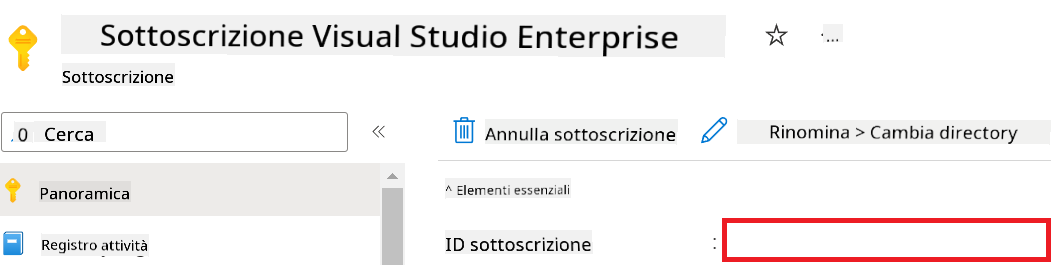 Sottoscrizione Visual Studio Enterprise
...
Sottoscrizione
0 Cerca
«
Annulla sottoscrizione
Rinomina > Cambia directory
Panoramica
^ Elementi essenziali
Registro attività
ID sottoscrizione :